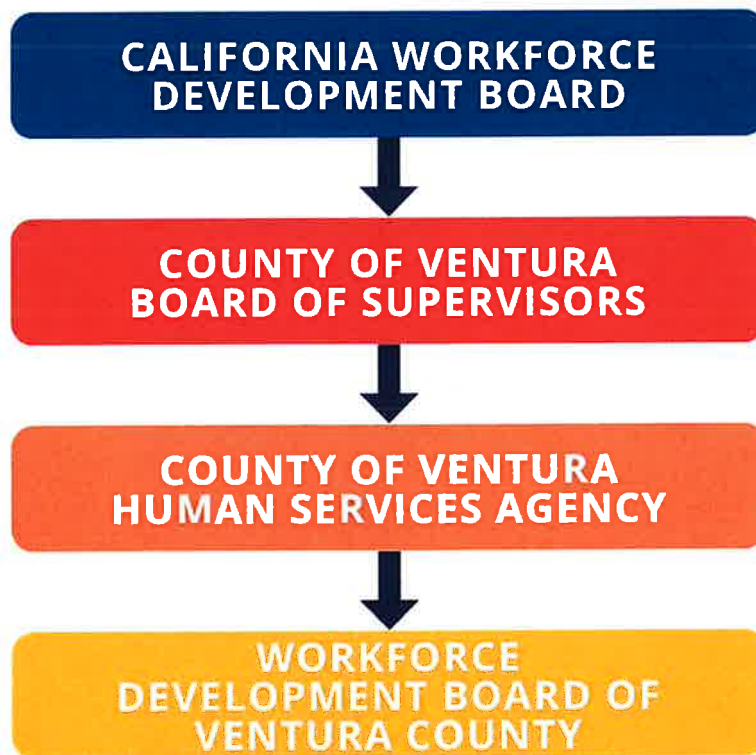 CALIFORNIA WORKFORCE
DEVELOPMENT BOARD
COUNTY OF VENTURA
BOARD OF SUPERVISORS
COUNTY OF VENTURA
HUMAN SERVICES AGENCY
WORKFORCE
DEVELOPMENT BOARD OF
VENTURA COUNTY